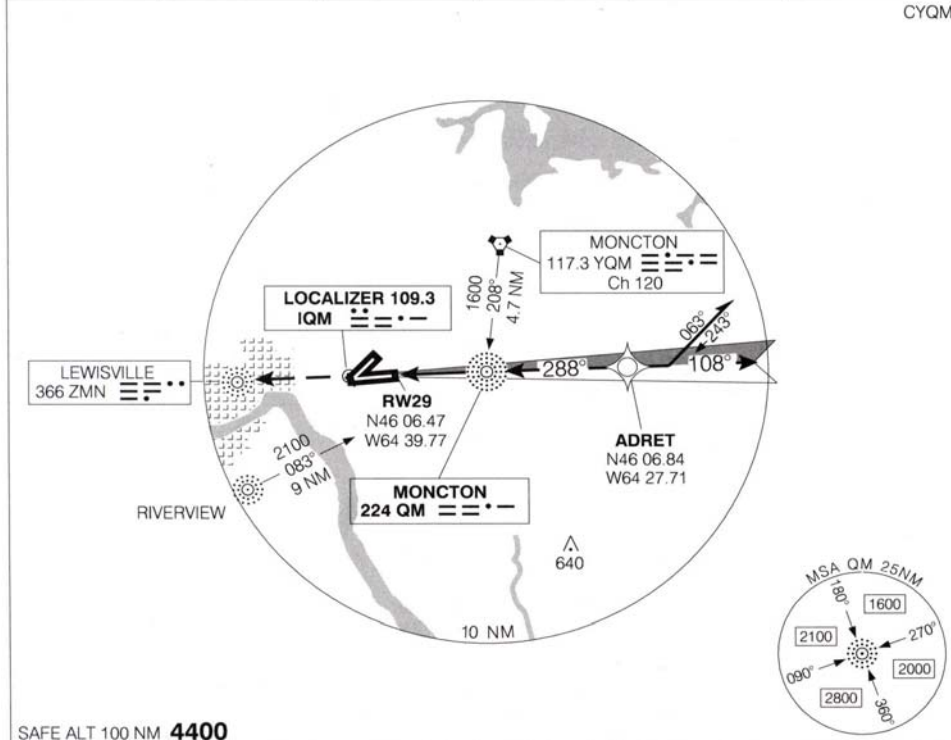 CYQM
MONCTON
117.3 YQM
Ch 120
1600
208°
4.7 NM
LOCALIZER 109.3
IQM
063°
243°
LEWISVILLE
366 ZMN
288°
108°
RW29
N46 06.47
W64 39.77
ADRET
N46 06.84
W64 27.71
2100
083°
9 NM
RIVERVIEW
MONCTON
224 QM
640
10 NM
MSA QM 25NM
180°
1600
2100
270°
090°
2000
2800
360°
SAFE ALT 100 NM 4400